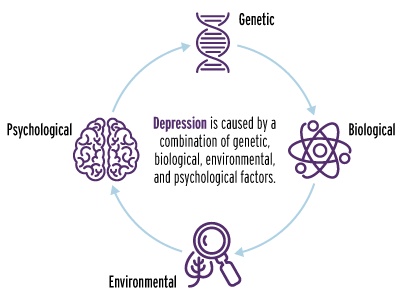 Genetic
Psychological
Depression is caused by a
combination of genetic,
biological, environmental,
and psychological factors.
Biological
Environmental